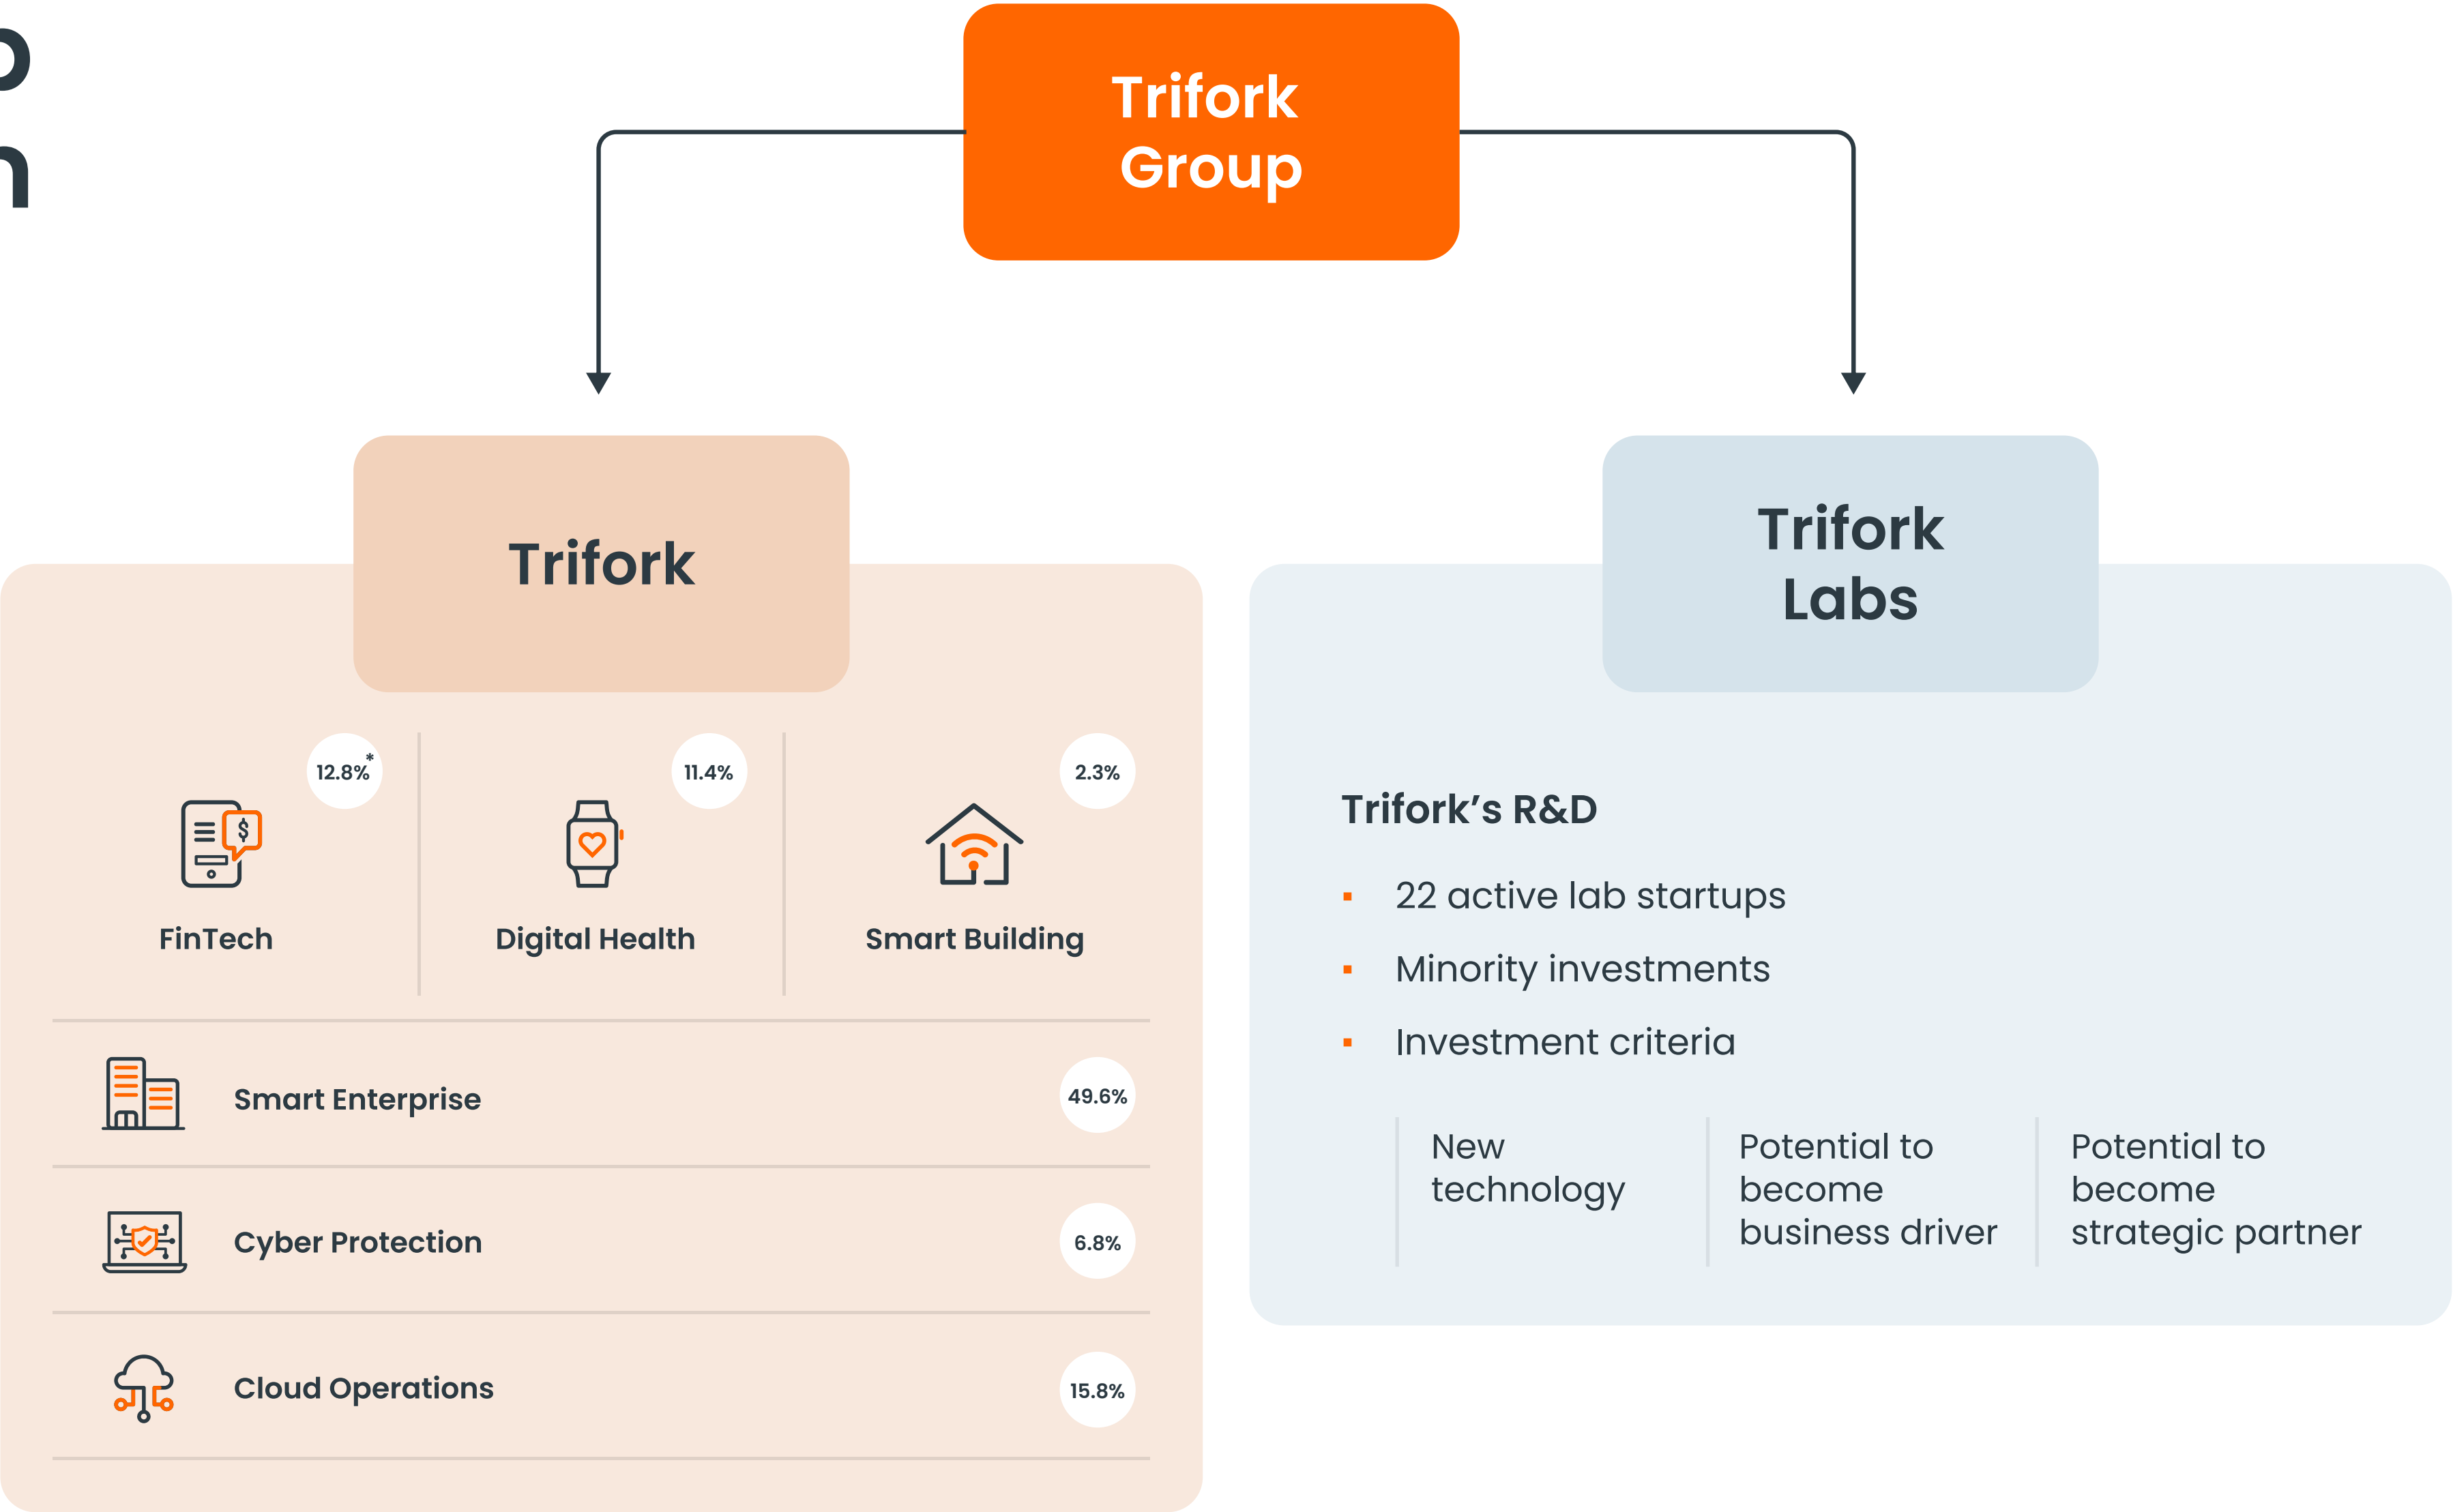 Trifork
Group
Trifork
12.8%*
11.4%
2.3%
FinTech
Digital Health
Smart Building
Smart Enterprise
49.6%
Cyber Protection
6.8%
Cloud Operations
15.8%
Trifork
Labs
Trifork’s R&D
22 active lab startups
Minority investments
Investment criteria
New
technology
Potential to
become
business driver
Potential to
become
strategic partner